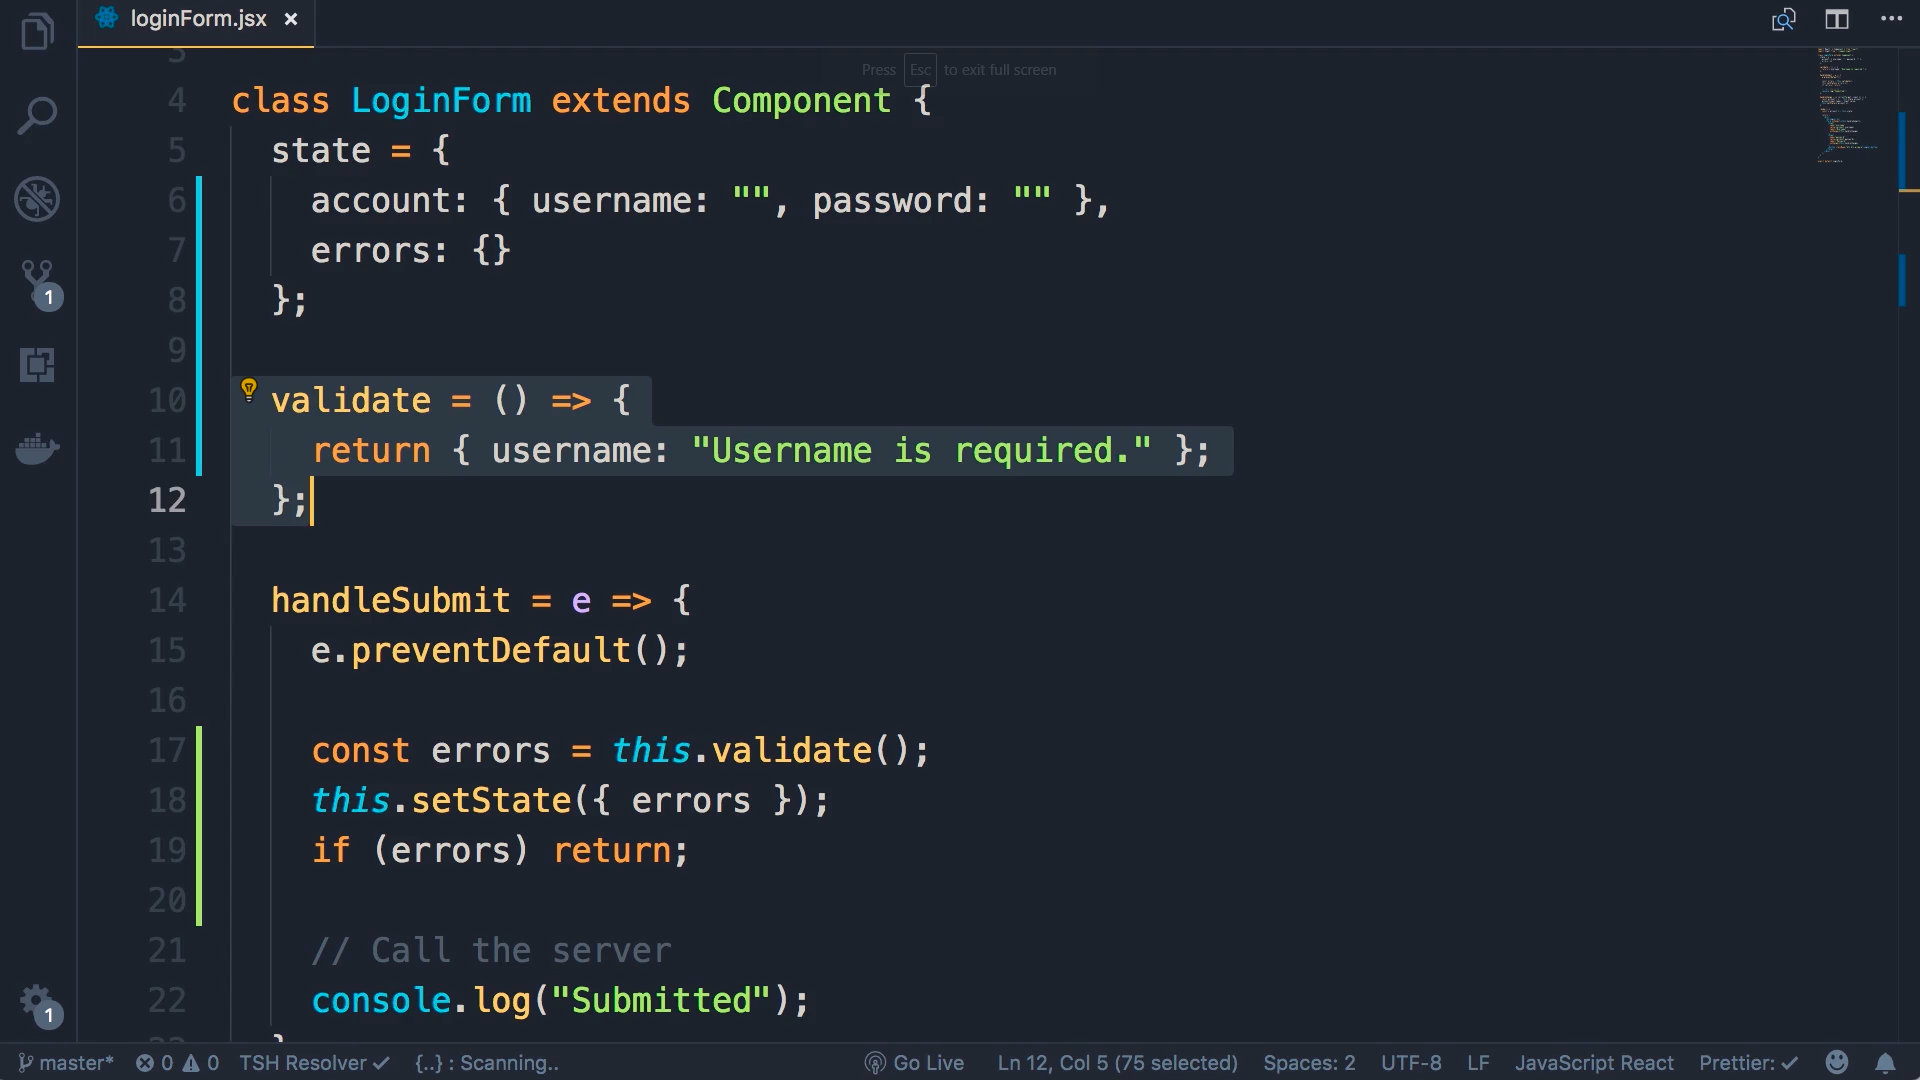 loginForm.jsx ×
Press Esc to exit full screen
3
4 class LoginForm extends Component {
5 state = {
6 account: { username: "", password: "" },
7 errors: {}
8 };
9
10 validate = () => {
11 return { username: "Username is required." };
12 };
13
14 handleSubmit = e => {
15 e.preventDefault();
16
17 const errors = this.validate();
18 this.setState({ errors });
19 if (errors) return;
20
21 // Call the server
22 console.log("Submitted");
1
1
master* 0 0 TSH Resolver ✓ {..} : Scanning.. Go Live Ln 12, Col 5 (75 selected) Spaces: 2 UTF-8 LF JavaScript React Prettier: ✓